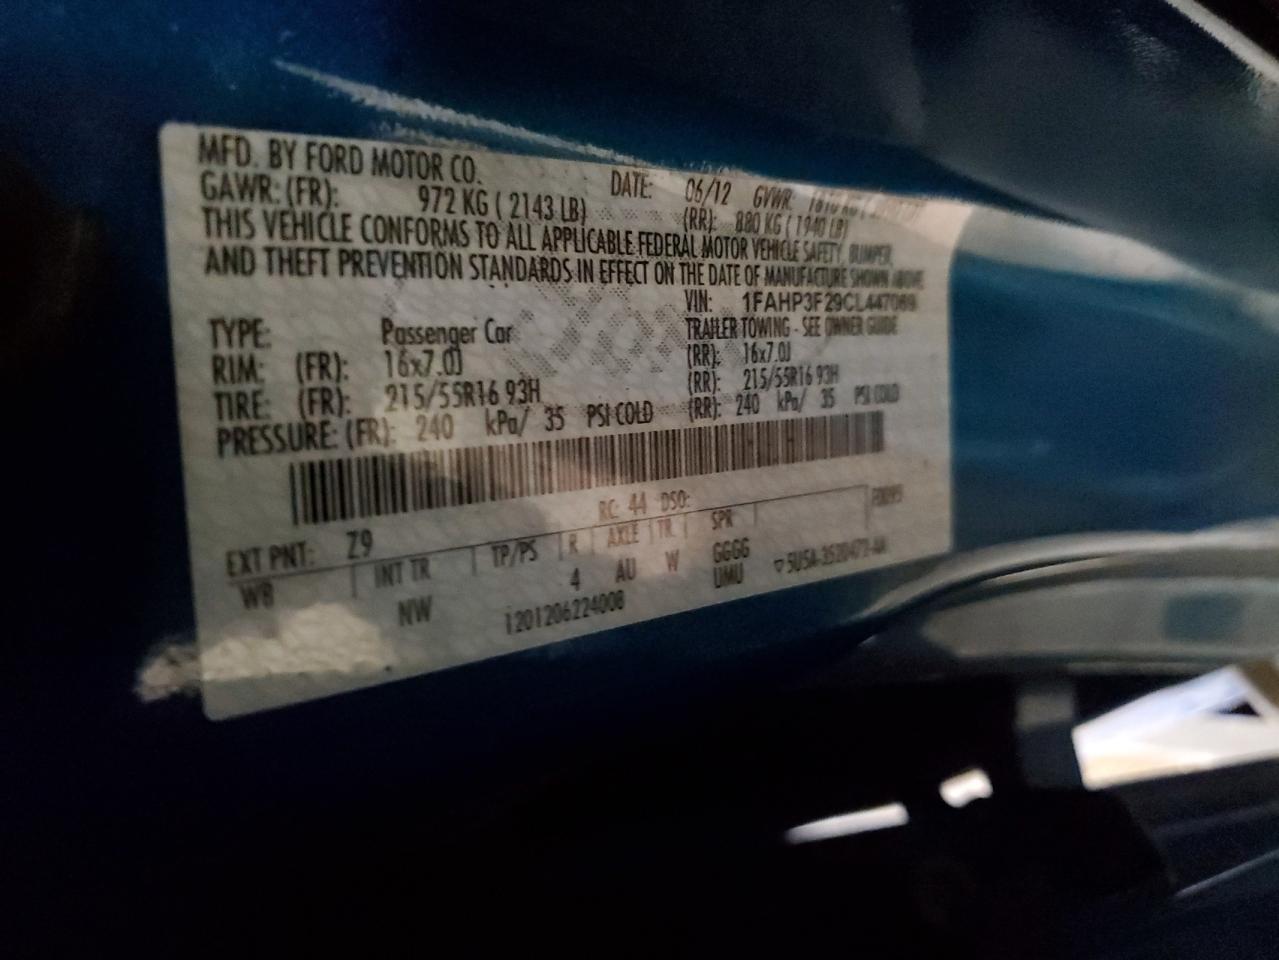 MFD. BY FORD MOTOR CO.
DATE: 06/12 GVWR:
GAWR: (FR): 972 KG ( 2143 LB) (RR): 880 KG ( 1940 LB)
THIS VEHICLE CONFORMS TO ALL APPLICABLE FEDERAL MOTOR VEHICLE SAFETY, BUMPER,
AND THEFT PREVENTION STANDARDS IN EFFECT ON THE DATE OF MANUFACTURE SHOWN ABOVE
VIN: 1FAHP3F29CL447069
TYPE: Passenger Car TRAILER TOWING - SEE OWNER GUIDE
RIM: (FR): 16x7.0J (RR): 16x7.0J
TIRE: (FR): 215/55R16 93H (RR): 215/55R16 93H
PRESSURE: (FR): 240 kPa/ 35 PSI COLD (RR): 240 kPa/ 35 PSI COLD
EXT PNT: Z9 RC: 44 DSO:
WB INT TR TP/PS R AXLE TR SPR
NW 4 AU W GGGG
1201206224008 UMU